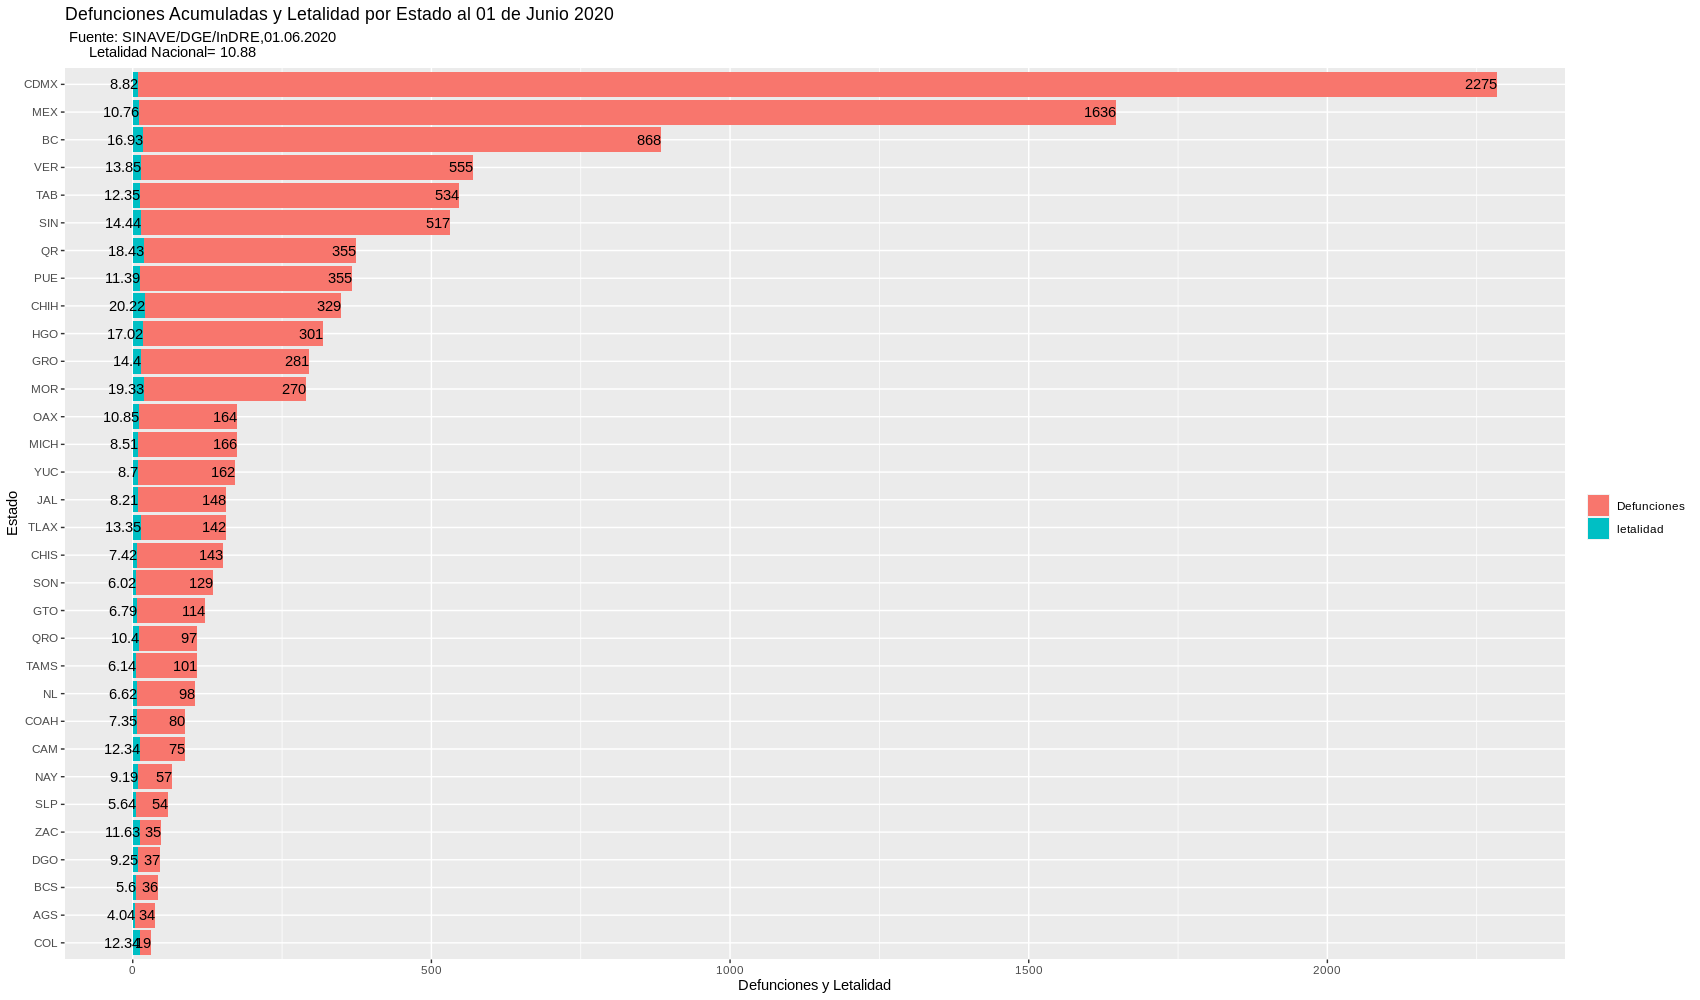 Defunciones Acumuladas y Letalidad por Estado al 01 de Junio 2020
Fuente: SINAVE/DGE/InDRE,01.06.2020
Letalidad Nacional= 10.88
CDMX 8.82 2275
MEX 10.76 1636
BC 16.93 868
VER 13.85 555
TAB 12.35 534
SIN 14.44 517
QR 18.43 355
PUE 11.39 355
CHIH 20.22 329
HGO 17.02 301
GRO 14.4 281
MOR 19.33 270
OAX 10.85 164
MICH 8.51 166
YUC 8.7 162
JAL 8.21 148
TLAX 13.35 142
CHIS 7.42 143
SON 6.02 129
GTO 6.79 114
QRO 10.4 97
TAMS 6.14 101
NL 6.62 98
COAH 7.35 80
CAM 12.34 75
NAY 9.19 57
SLP 5.64 54
ZAC 11.63 35
DGO 9.25 37
BCS 5.6 36
AGS 4.04 34
COL 12.34 19
0 500 1000 1500 2000
Defunciones y Letalidad
Estado
Defunciones
letalidad